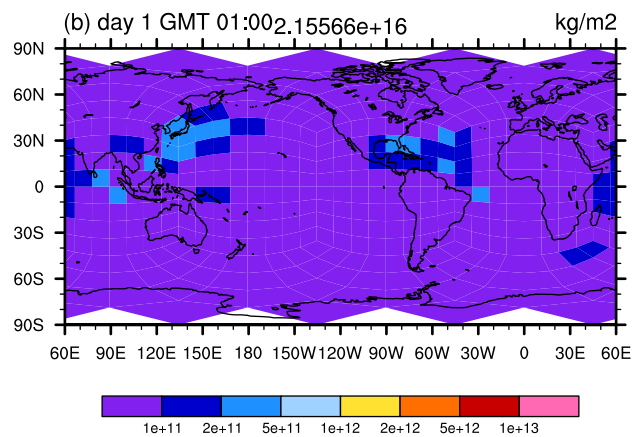 (b) day 1 GMT 01:00 2.15566e+16 kg/m2
90N
60N
30N
0
30S
60S
90S
60E 90E 120E 150E 180 150W 120W 90W 60W 30W 0 30E 60E
1e+11 2e+11 5e+11 1e+12 2e+12 5e+12 1e+13